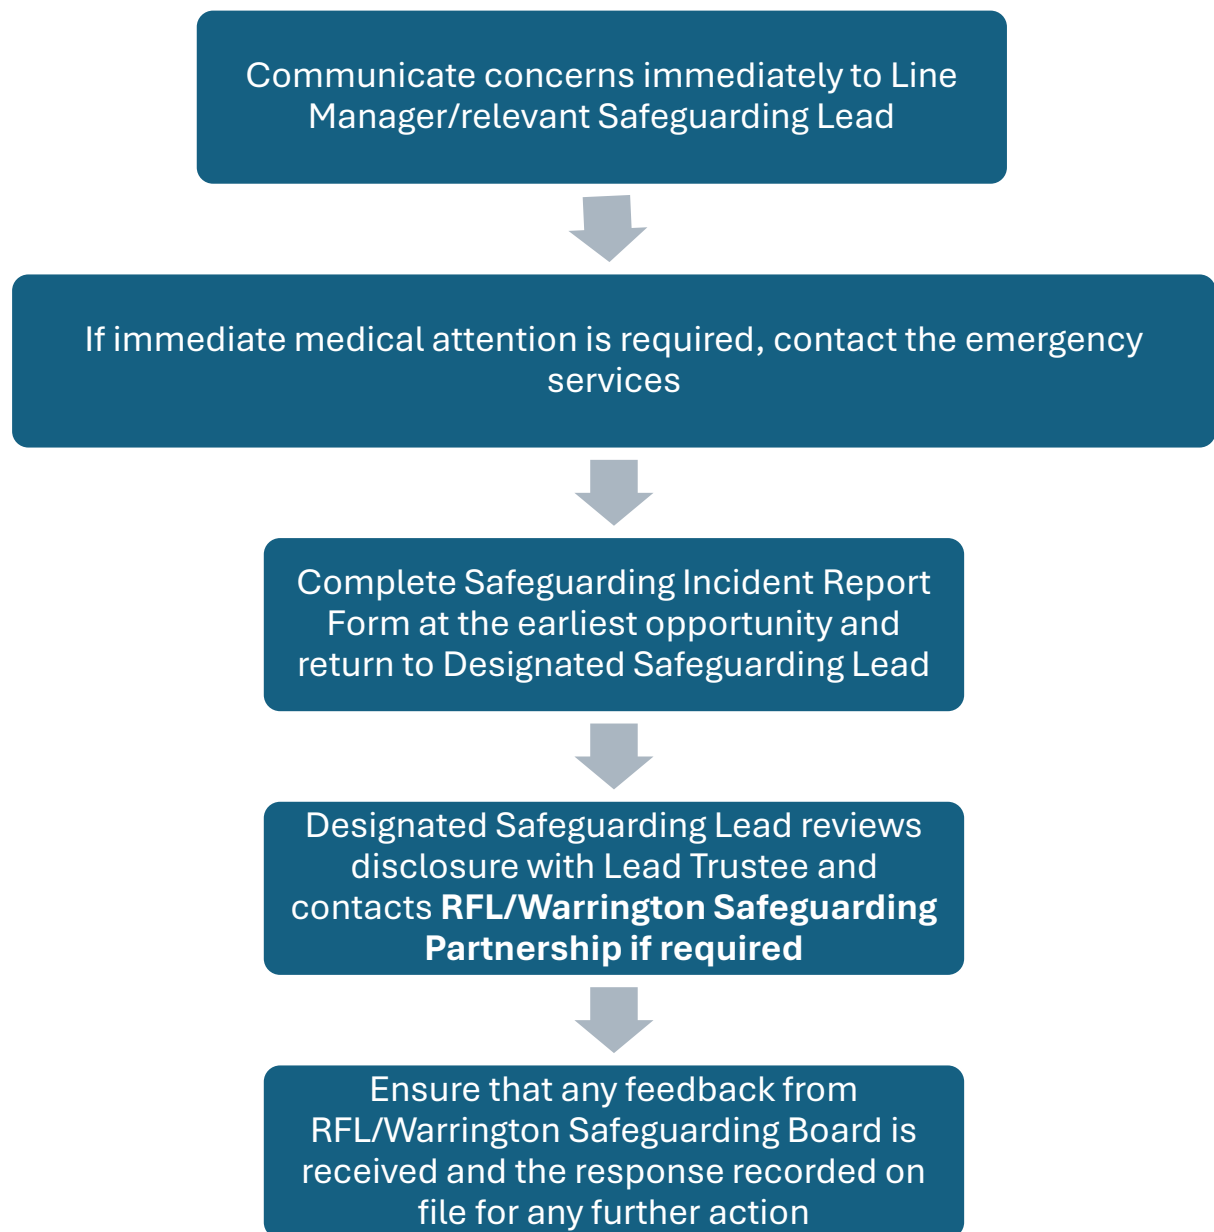 Communicate concerns immediately to Line
Manager/relevant Safeguarding Lead
If immediate medical attention is required, contact the emergency
services
Complete Safeguarding Incident Report
Form at the earliest opportunity and
return to Designated Safeguarding Lead
Designated Safeguarding Lead reviews
disclosure with Lead Trustee and
contacts RFL/Warrington Safeguarding
Partnership if required
Ensure that any feedback from
RFL/Warrington Safeguarding Board is
received and the response recorded on
file for any further action